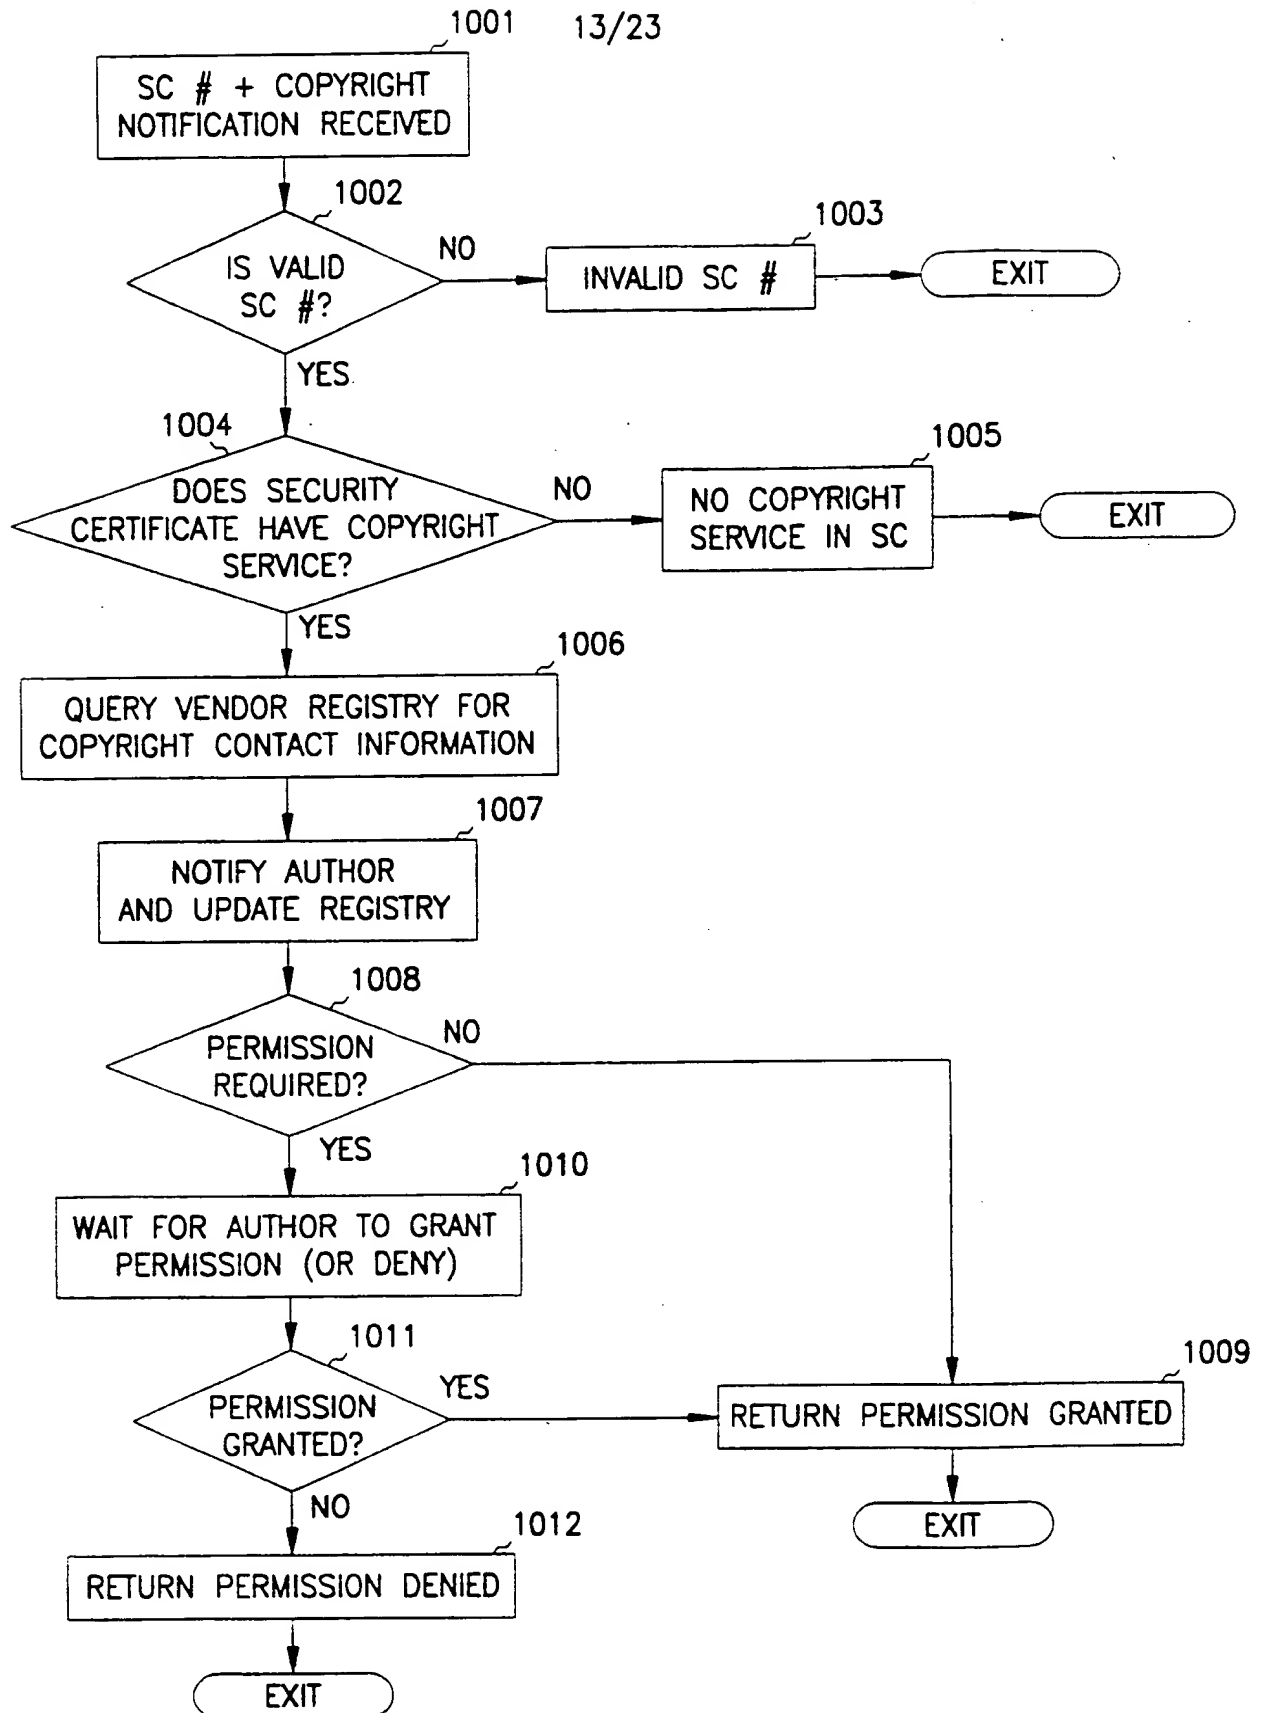 1001
13/23
SC # + COPYRIGHT
NOTIFICATION RECEIVED
1002
IS VALID
SC #?
NO
1003
INVALID SC #
EXIT
YES
1004
DOES SECURITY
CERTIFICATE HAVE COPYRIGHT
SERVICE?
NO
1005
NO COPYRIGHT
SERVICE IN SC
EXIT
YES
1006
QUERY VENDOR REGISTRY FOR
COPYRIGHT CONTACT INFORMATION
1007
NOTIFY AUTHOR
AND UPDATE REGISTRY
1008
PERMISSION
REQUIRED?
NO
YES
1010
WAIT FOR AUTHOR TO GRANT
PERMISSION (OR DENY)
1011
PERMISSION
GRANTED?
YES
1009
RETURN PERMISSION GRANTED
EXIT
NO
1012
RETURN PERMISSION DENIED
EXIT